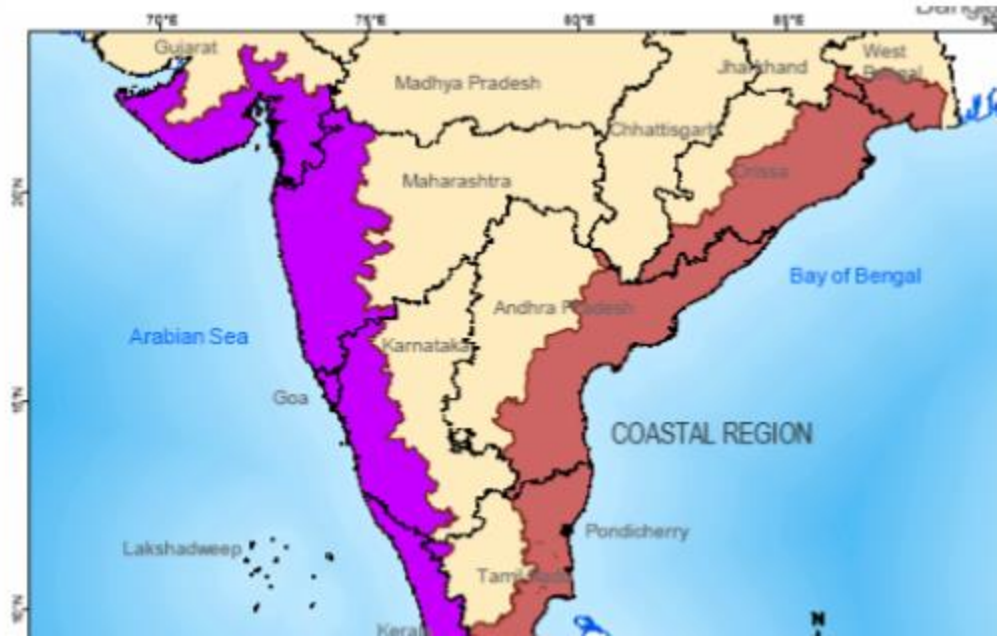 70°E 75°E 80°E 85°E
Gujarat
West
Bengal
Jharkhand
Madhya Pradesh
Chhattisgarh
Orissa
Maharashtra
20°N
Bay of Bengal
Andhra Pradesh
Arabian Sea
Karnataka
Goa
15°N
COASTAL REGION
Pondicherry
Lakshadweep
Tamil Nadu
10°N
N